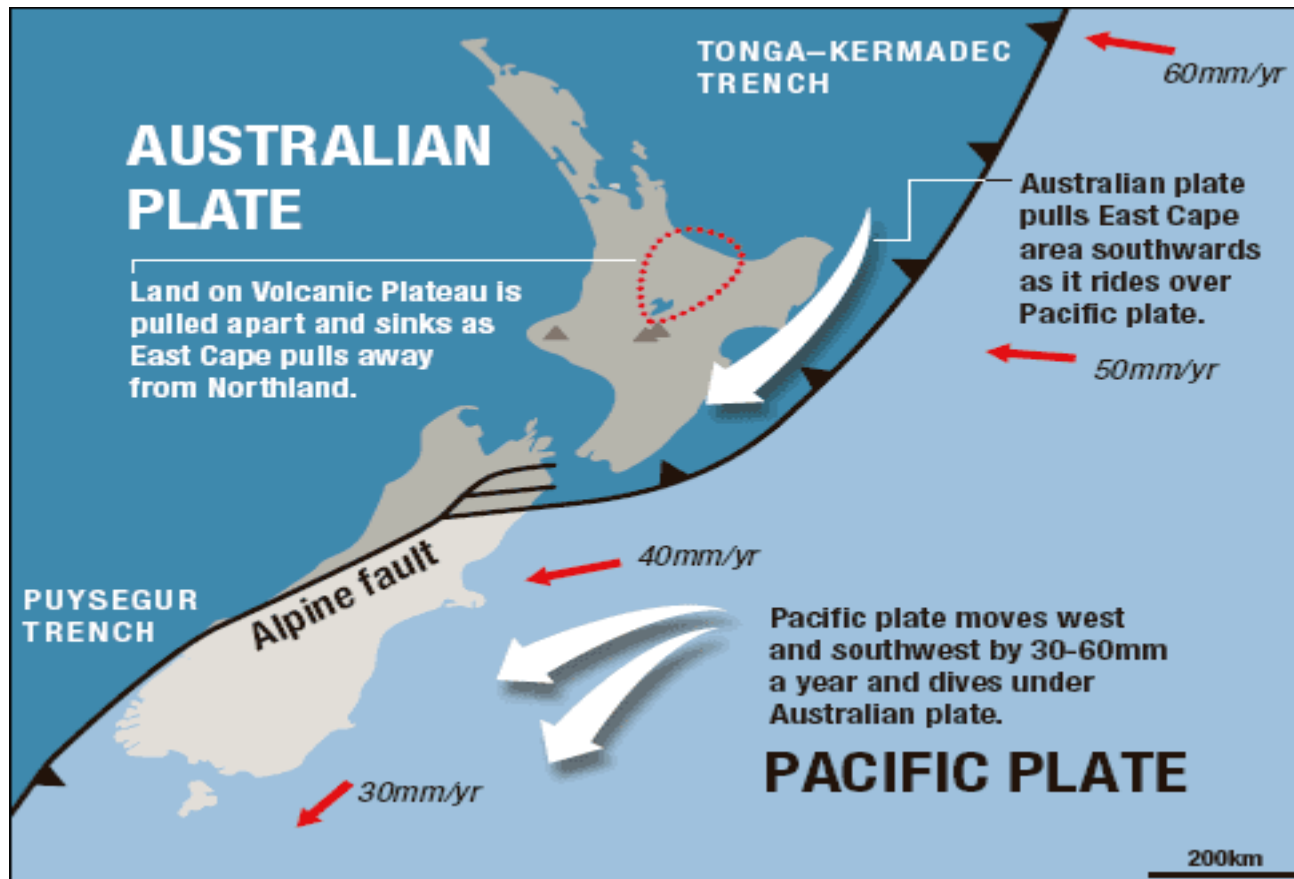 TONGA–KERMADEC
TRENCH
60mm/yr
AUSTRALIAN
PLATE
Australian plate
pulls East Cape
area southwards
as it rides over
Pacific plate.
Land on Volcanic Plateau is
pulled apart and sinks as
East Cape pulls away
from Northland.
50mm/yr
Alpine fault
40mm/yr
PUYSEGUR
TRENCH
Pacific plate moves west
and southwest by 30-60mm
a year and dives under
Australian plate.
PACIFIC PLATE
30mm/yr
200km